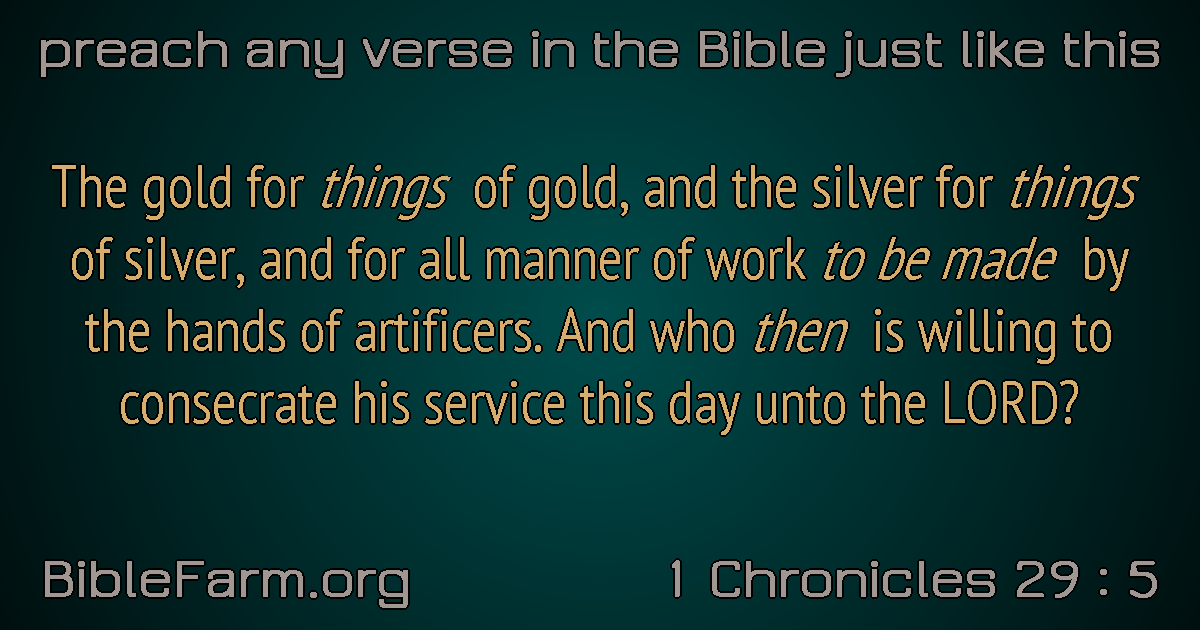 preach any verse in the Bible just like this
The gold for things of gold, and the silver for things
of silver, and for all manner of work to be made by
the hands of artificers. And who then is willing to
consecrate his service this day unto the LORD?
BibleFarm.org
1 Chronicles 29 : 5